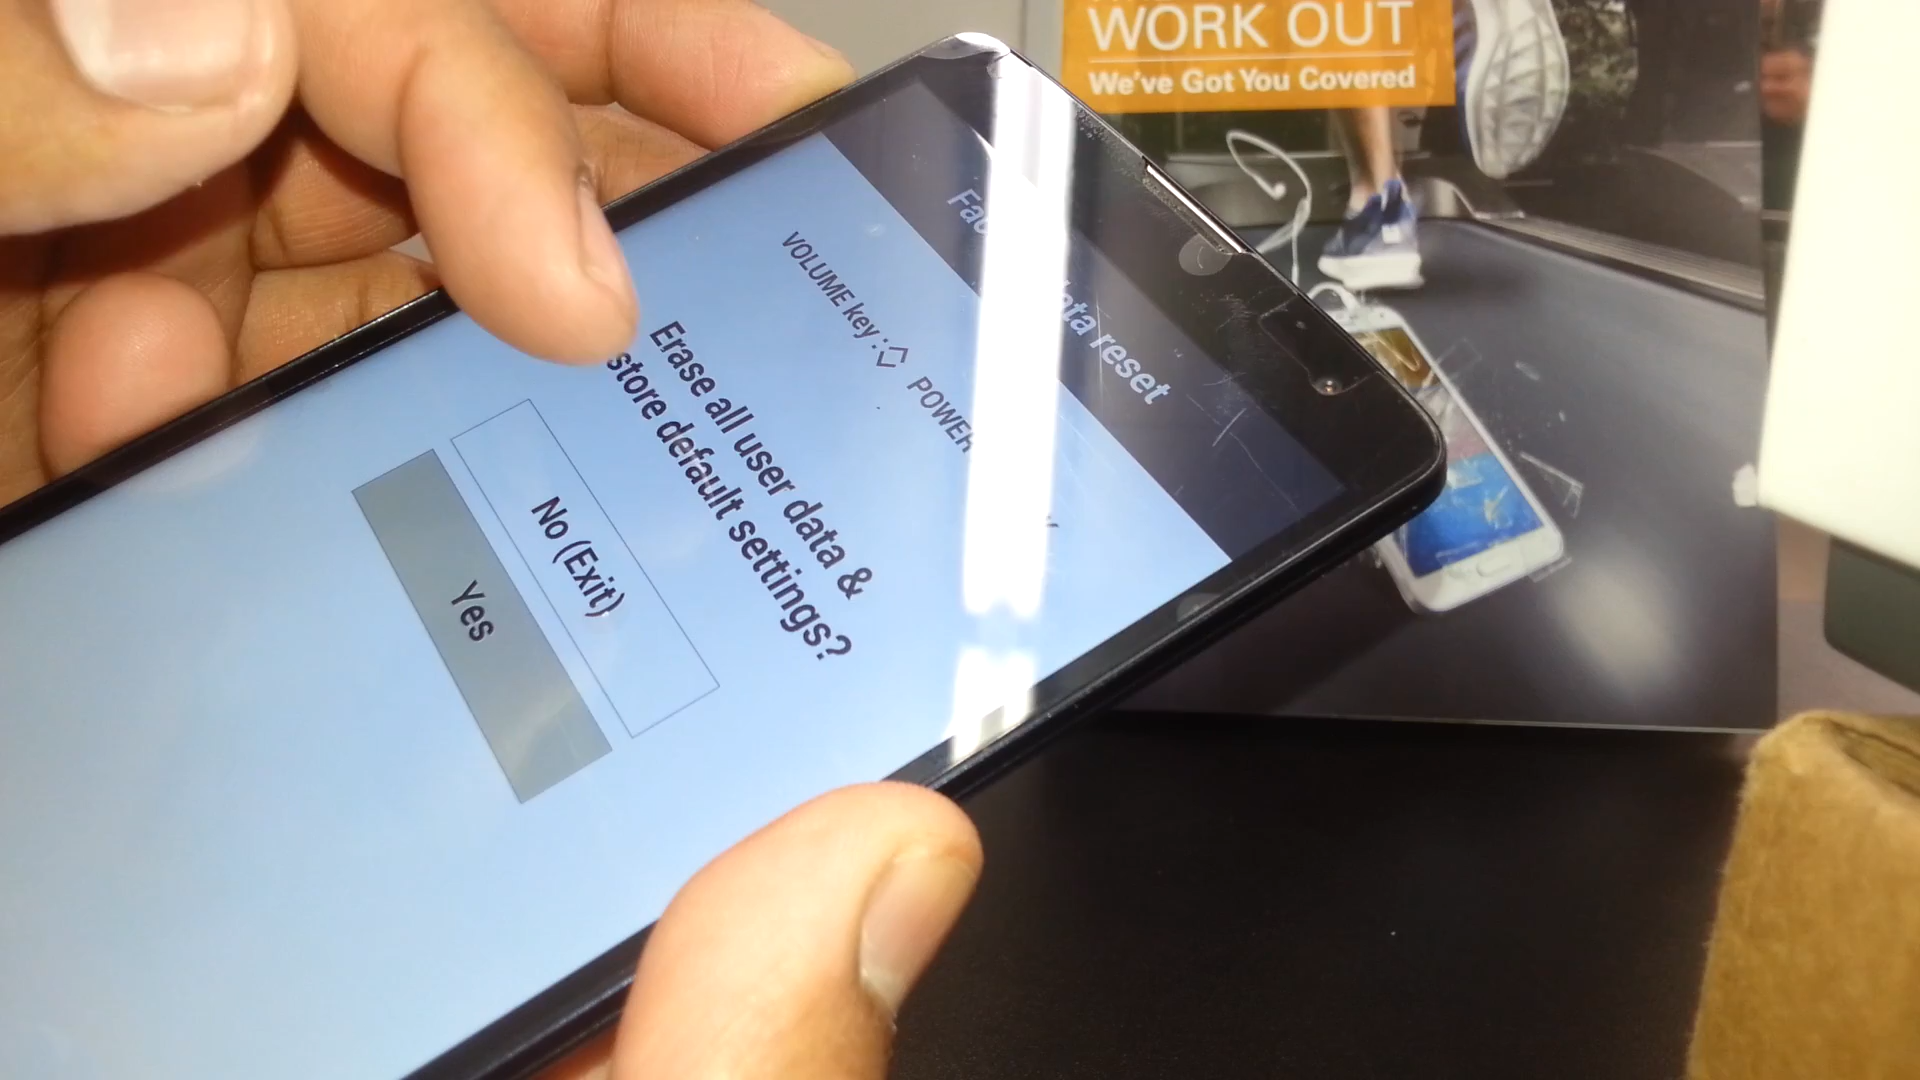 WORK OUT
We've Got You Covered
data reset
VOLUME key : POWER
Erase all user data &
store default settings?
No (Exit)
Yes